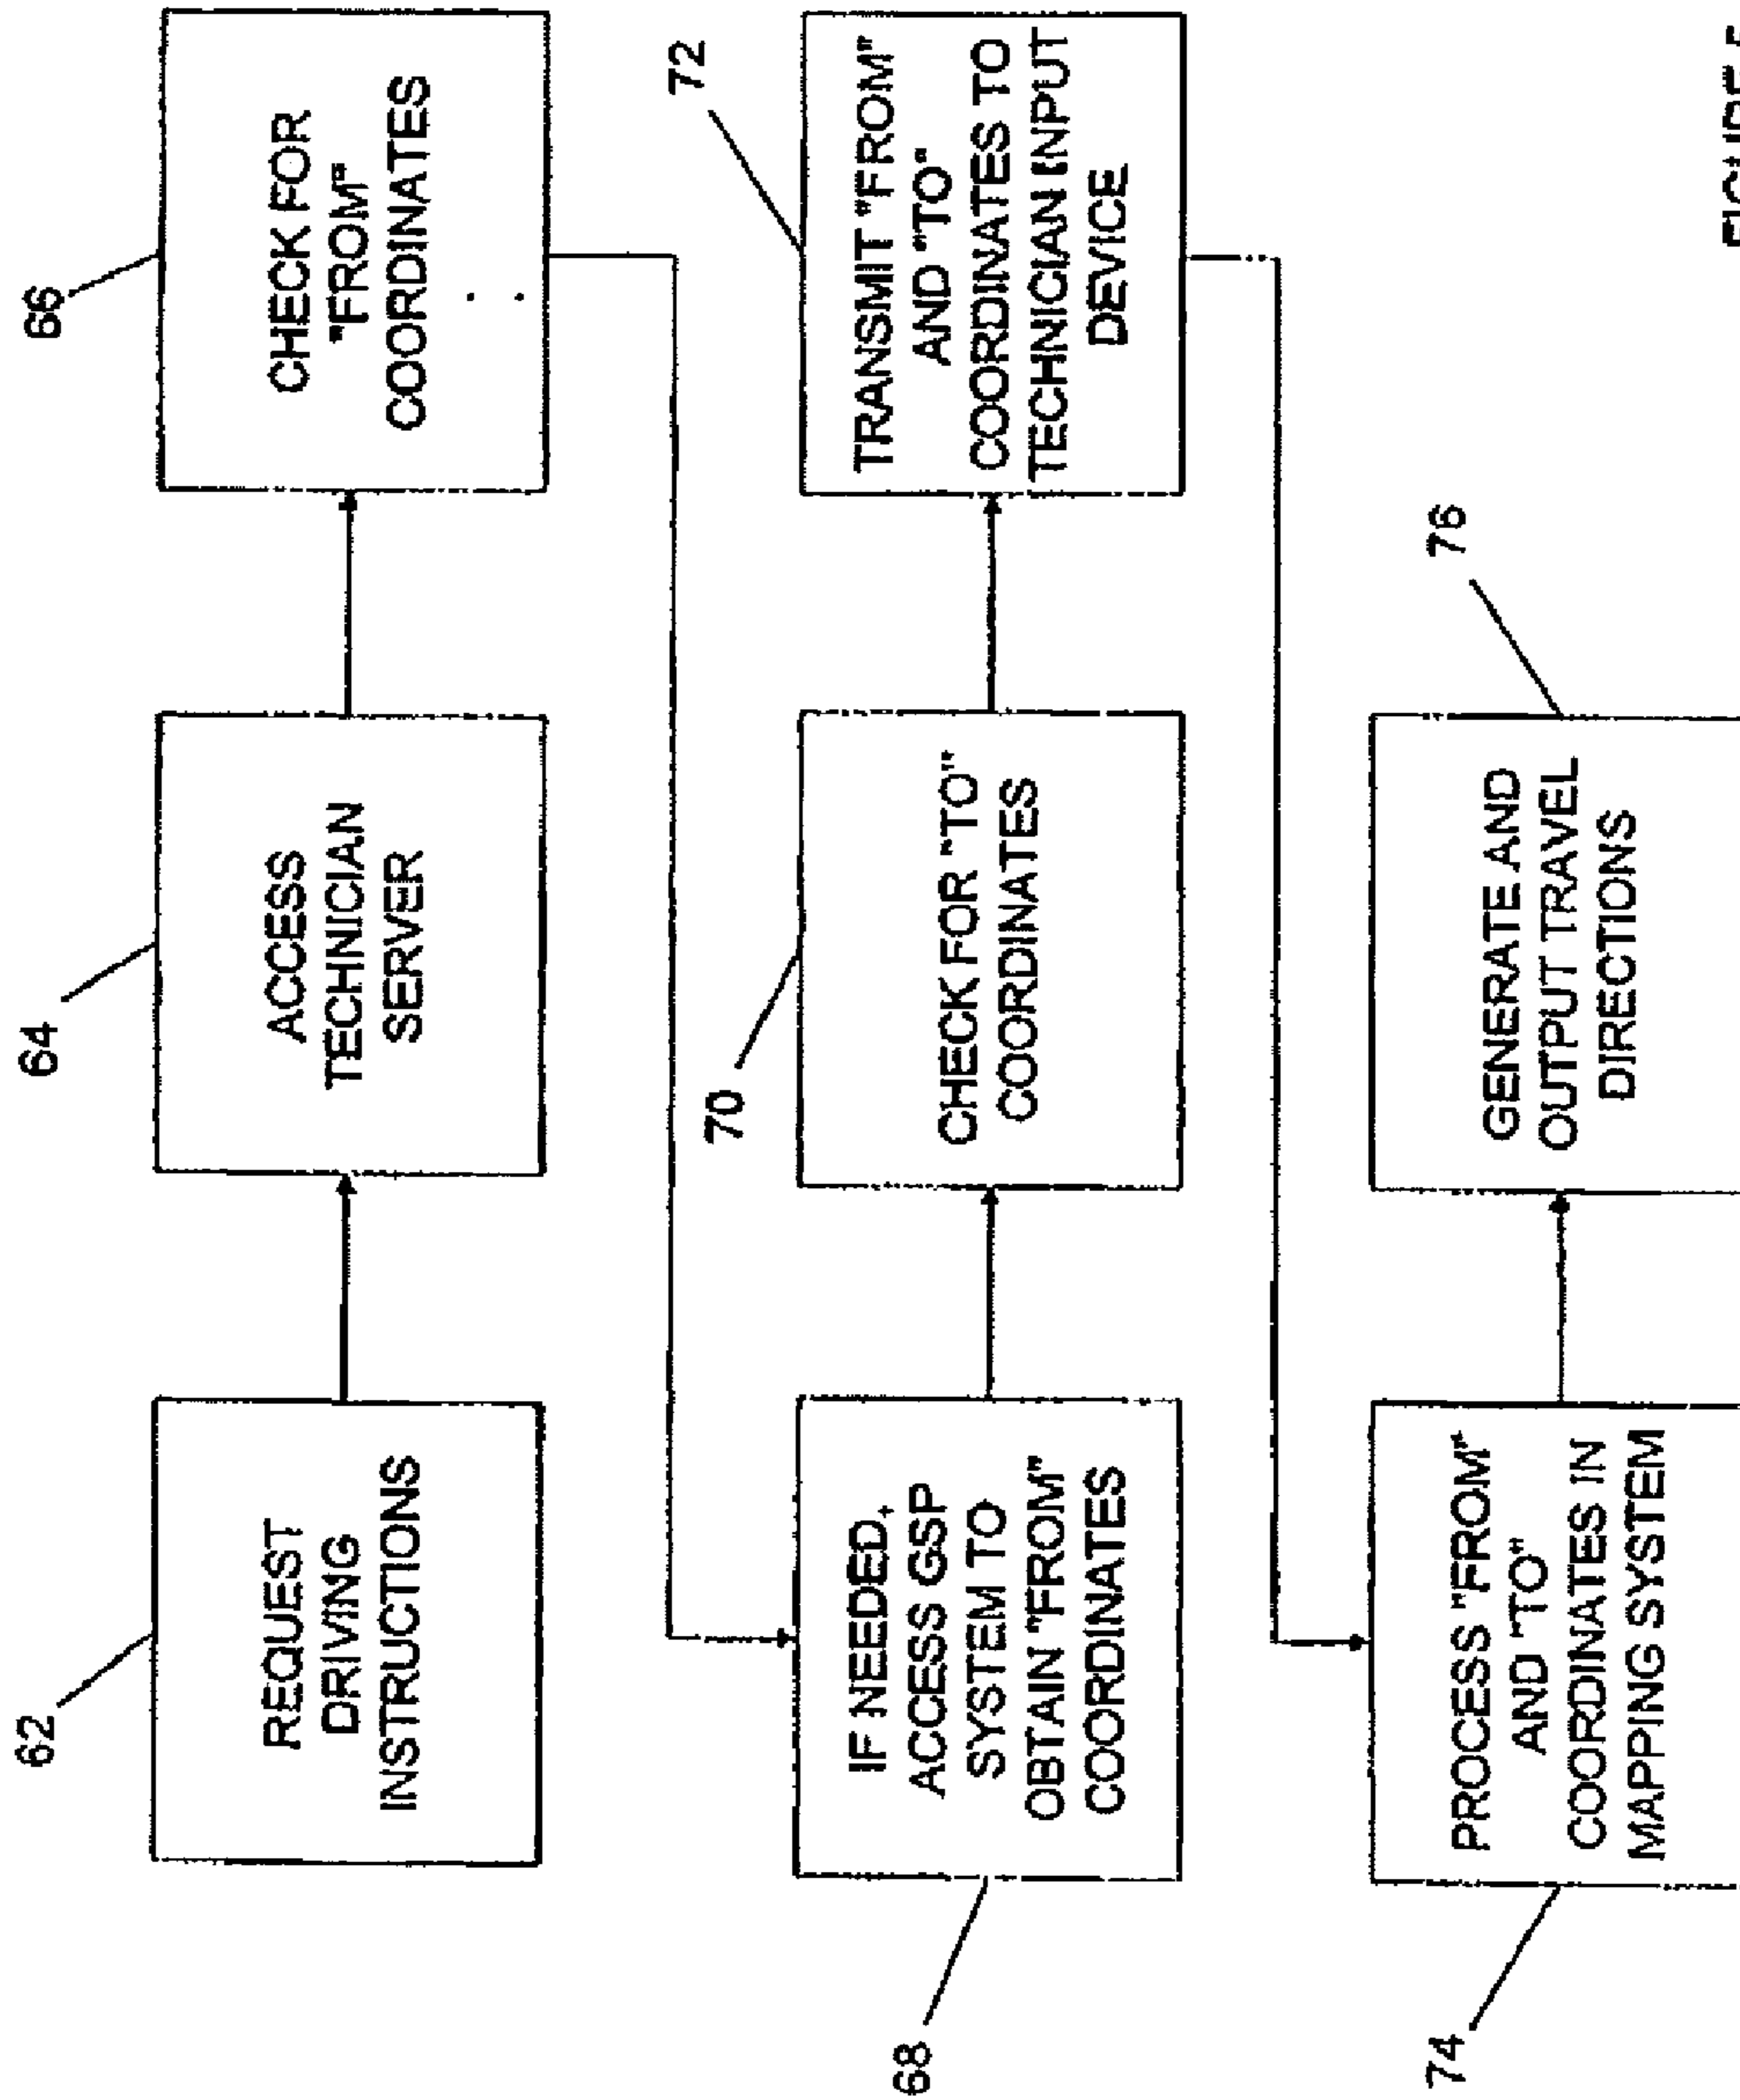 62
REQUEST
DRIVING
INSTRUCTIONS
64
ACCESS
TECHNICIAN
SERVER
66
CHECK FOR
"FROM"
COORDINATES
68
IF NEEDED,
ACCESS GSP
SYSTEM TO
OBTAIN "FROM"
COORDINATES
70
CHECK FOR "TO"
COORDINATES
72
TRANSMIT "FROM"
AND "TO"
COORDINATES TO
TECHNICIAN INPUT
DEVICE
74
PROCESS "FROM"
AND "TO"
COORDINATES IN
MAPPING SYSTEM
76
GENERATE AND
OUTPUT TRAVEL
DIRECTIONS